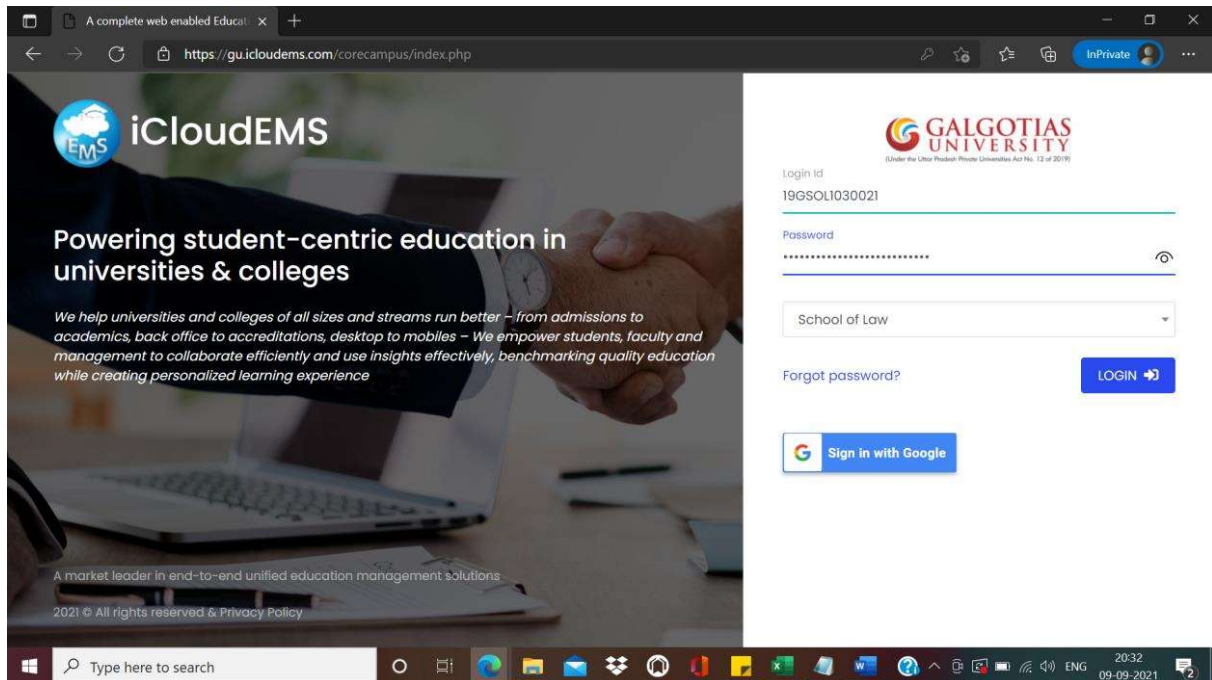 A complete web enabled Educati
https://gu.icloudems.com/corecampus/index.php
InPrivate
EMS
iCloudEMS
Powering student-centric education in
universities & colleges
We help universities and colleges of all sizes and streams run better – from admissions to
academics, back office to accreditations, desktop to mobiles – We empower students, faculty and
management to collaborate efficiently and use insights effectively, benchmarking quality education
while creating personalized learning experience
A market leader in end-to-end unified education management solutions
2021 © All rights reserved & Privacy Policy
GALGOTIAS
UNIVERSITY
(Under the Uttar Pradesh Private Universities Act No. 12 of 2019)
Login Id
19GSOL1030021
Password
School of Law
Forgot password?
LOGIN
G Sign in with Google
Type here to search
ENG
20:32
09-09-2021
2